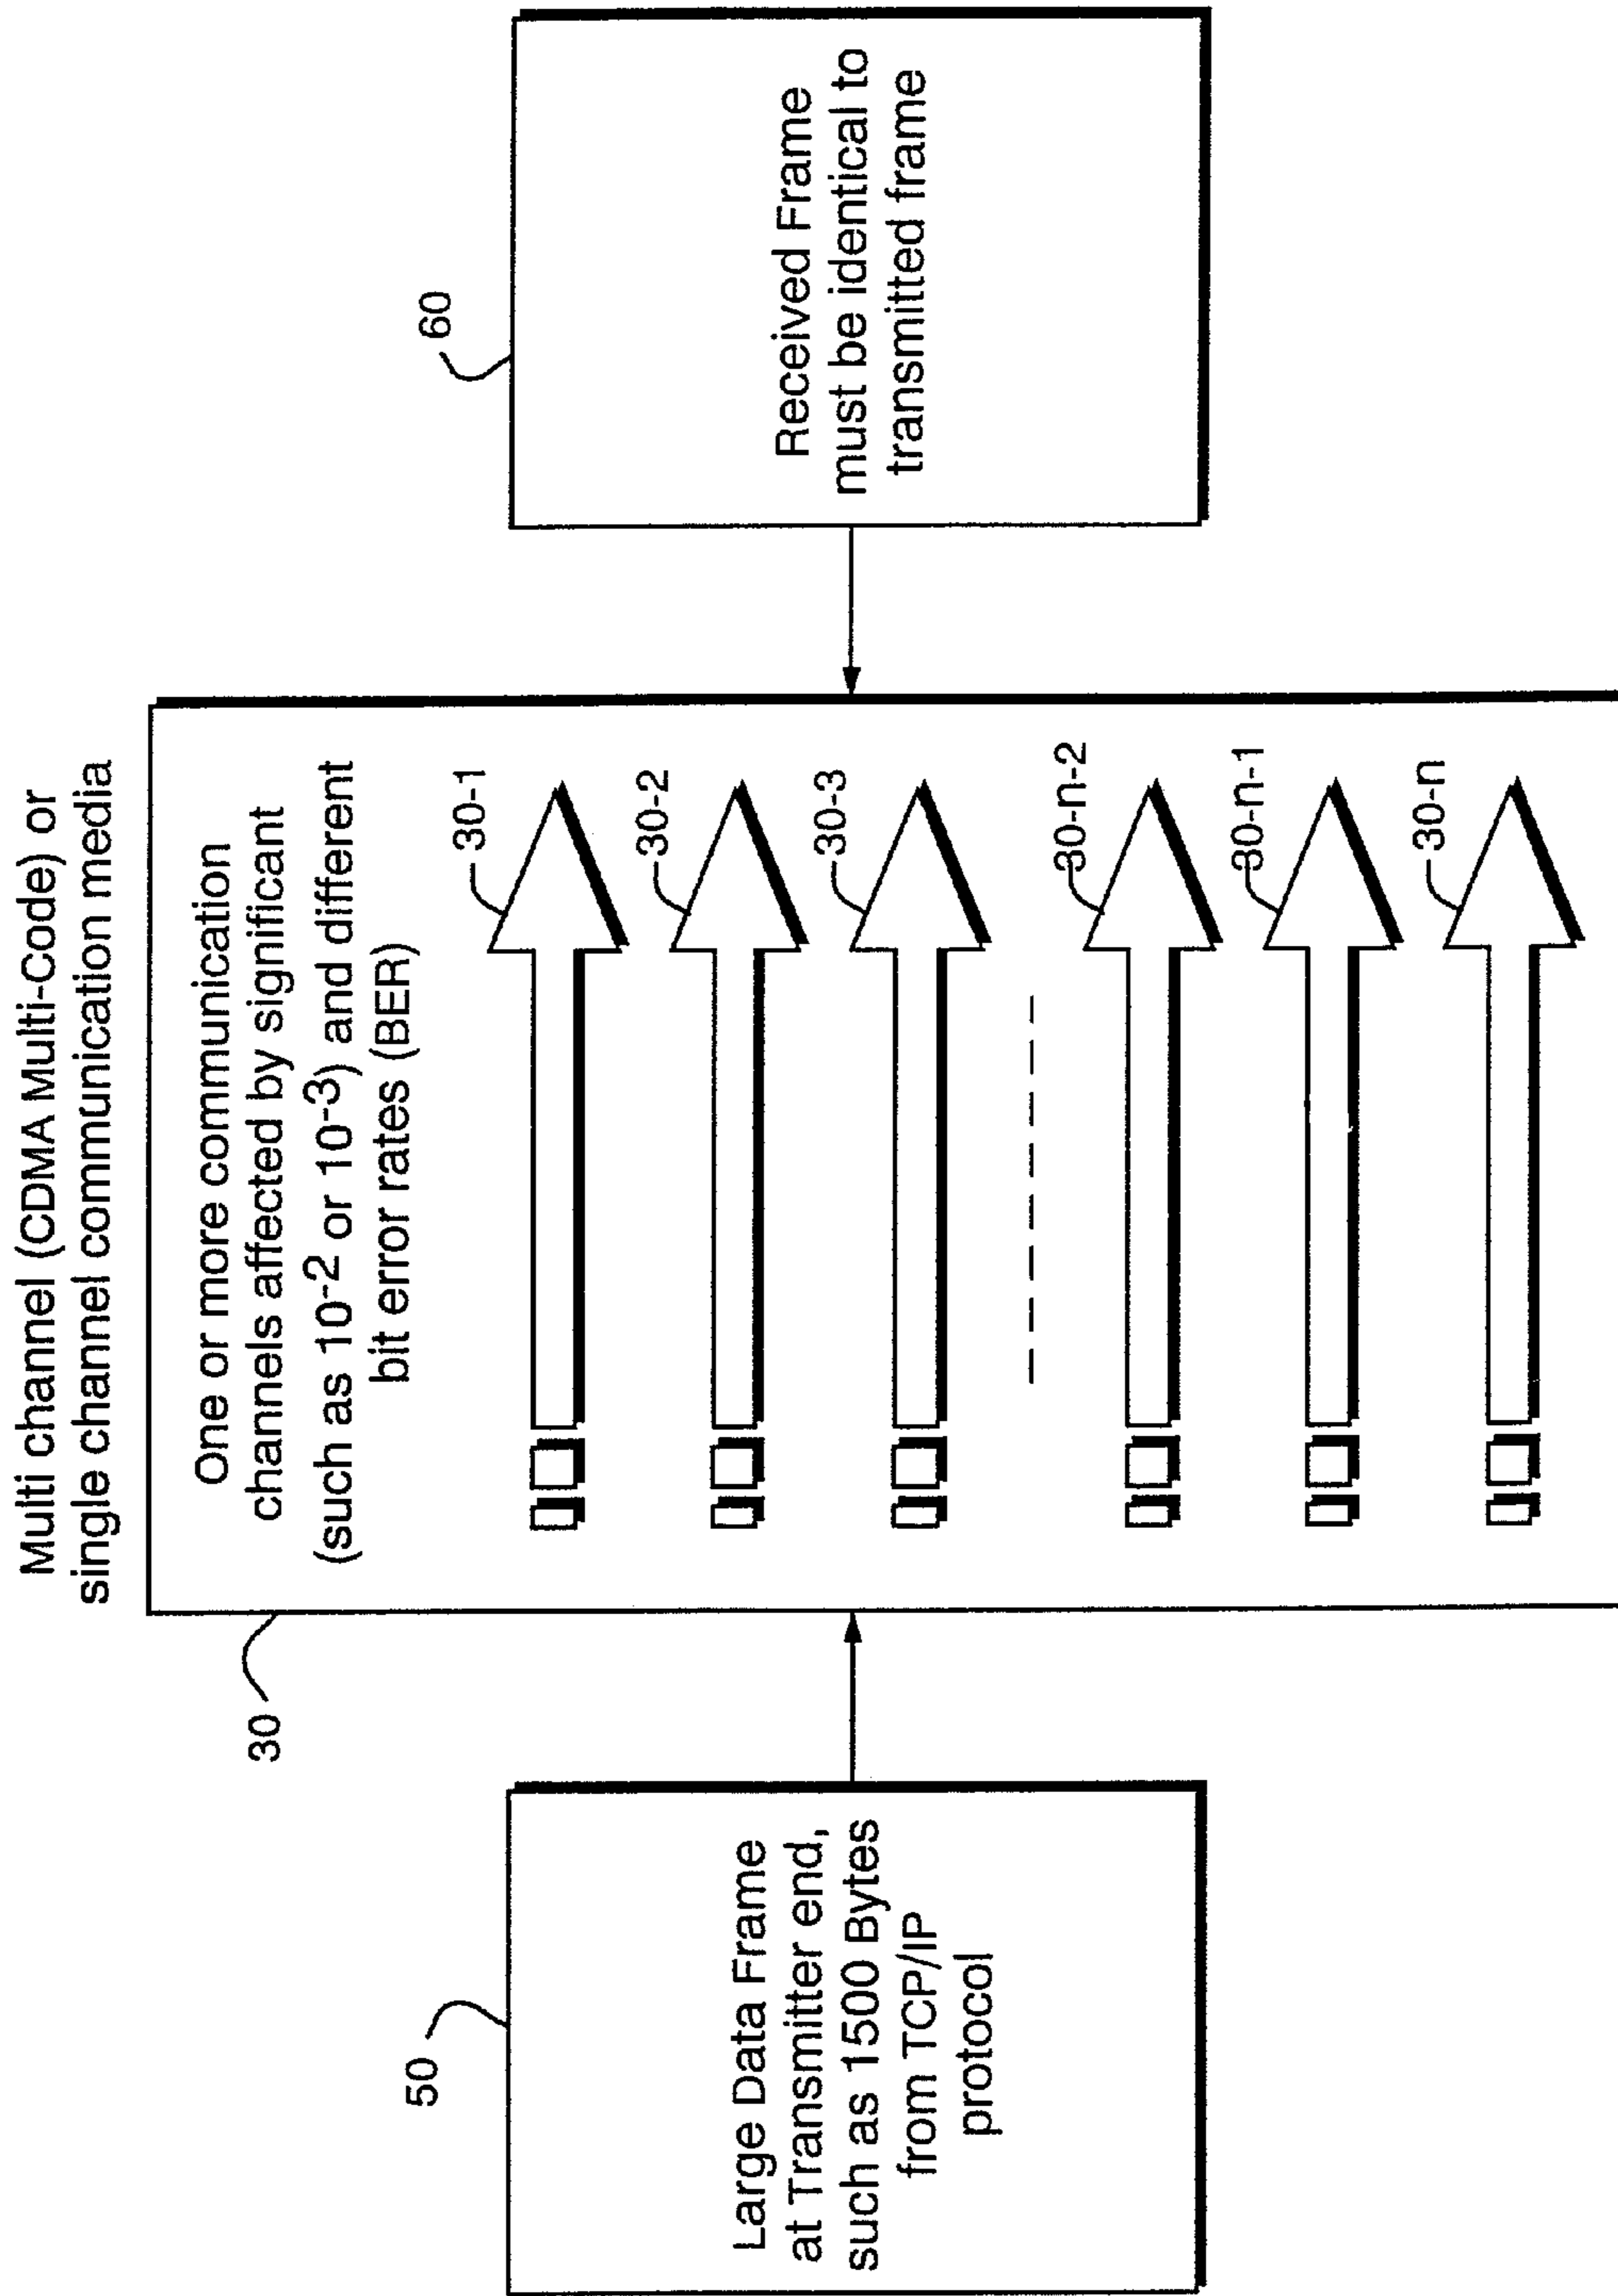 Multi channel (CDMA Multi-Code) or
single channel communication media
30
One or more communication
channels affected by significant
(such as 10-2 or 10-3) and different
bit error rates (BER)
30-1
30-2
30-3
30-n-2
30-n-1
30-n
50
Large Data Frame
at Transmitter end,
such as 1500 Bytes
from TCP/IP
protocol
60
Received Frame
must be identical to
transmitted frame